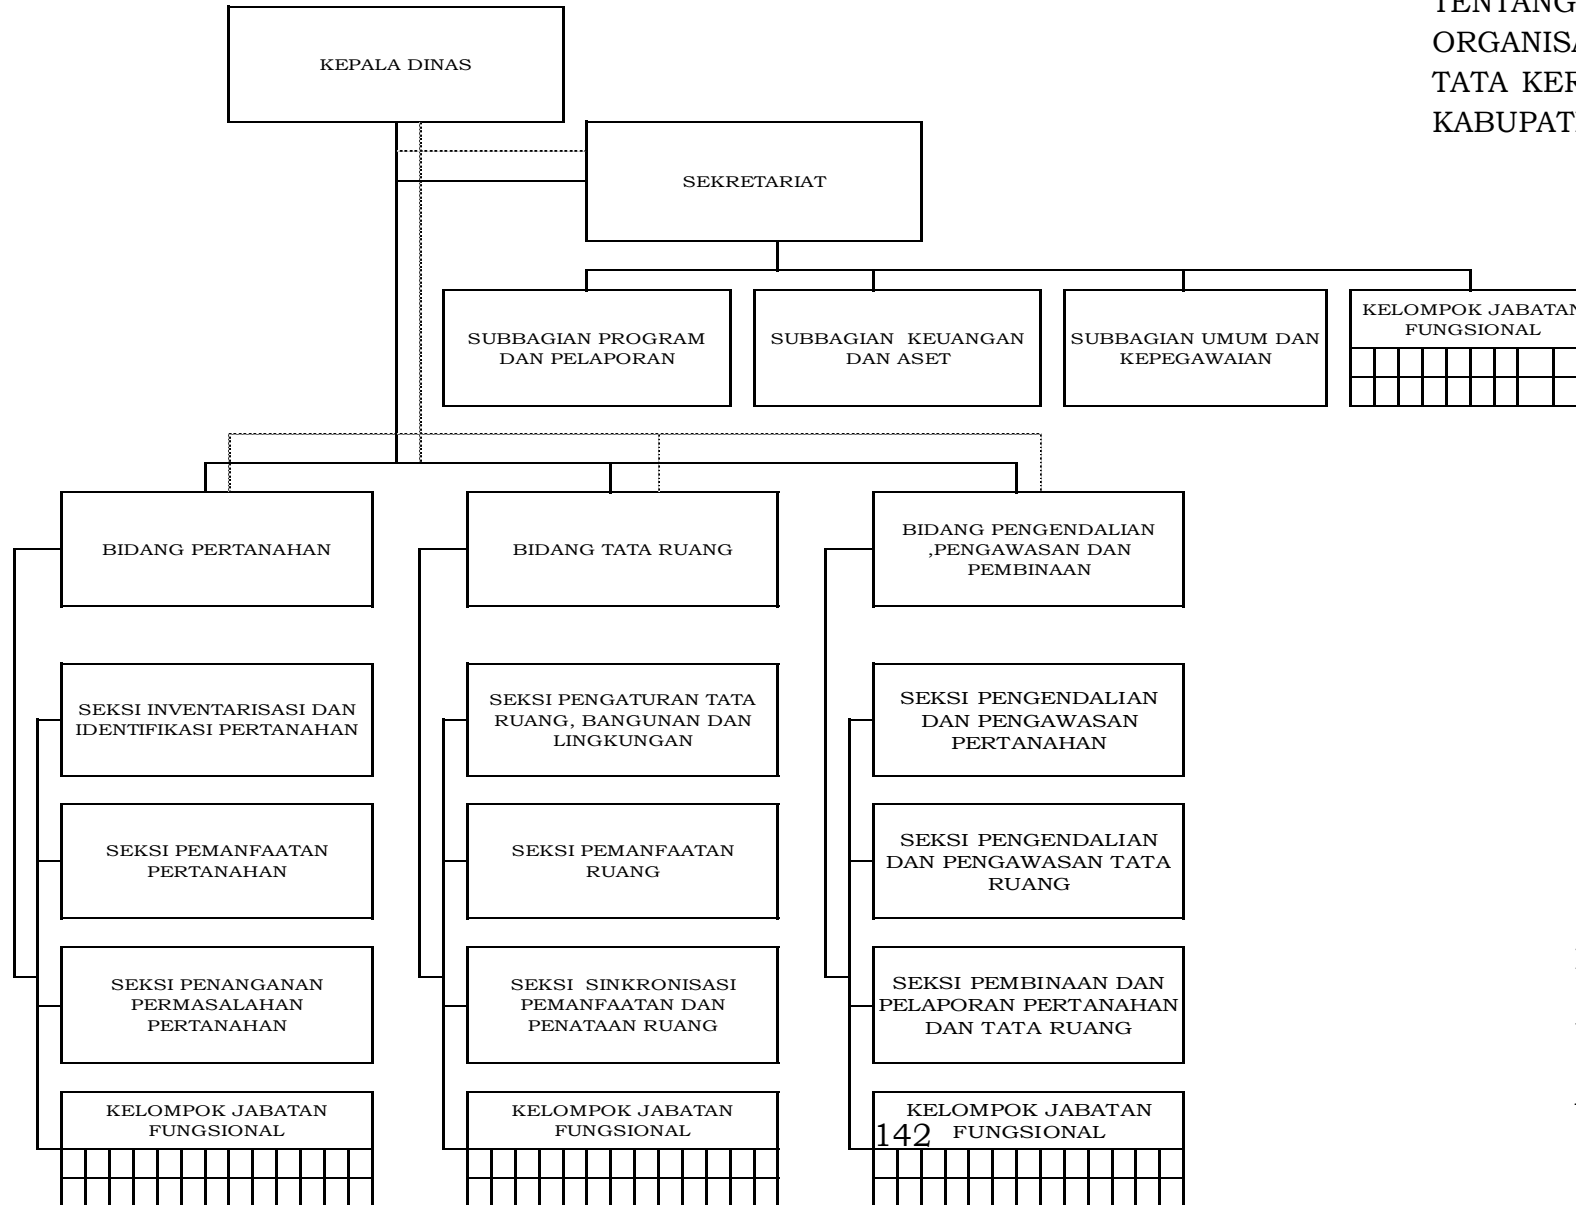 TENTANG
KEPALA DINAS
SEKRETARIAT
SUBBAGIAN PROGRAM
DAN PELAPORAN
SUBBAGIAN KEUANGAN
DAN ASET
SUBBAGIAN UMUM DAN
KEPEGAWAIAN
KELOMPOK JABATAN
FUNGSIONAL
TATA
BIDANG PERTANAHAN
BIDANG TATA RUANG
BIDANG PENGENDALIAN
,PENGAWASAN DAN
PEMBINAAN
SEKSI INVENTARISASI DAN
IDENTIFIKASI PERTANAHAN
SEKSI PENGATURAN TATA
RUANG, BANGUNAN DAN
LINGKUNGAN
SEKSI PENGENDALIAN
DAN PENGAWASAN
PERTANAHAN
SEKSI PEMANFAATAN
PERTANAHAN
SEKSI PEMANFAATAN
RUANG
SEKSI PENGENDALIAN
DAN PENGAWASAN TATA
RUANG
SEKSI PENANGANAN
PERMASALAHAN
PERTANAHAN
SEKSI SINKRONISASI
PEMANFAATAN DAN
PENATAAN RUANG
SEKSI PEMBINAAN DAN
PELAPORAN PERTANAHAN
DAN TATA RUANG
KELOMPOK JABATAN
FUNGSIONAL
KELOMPOK JABATAN
FUNGSIONAL
KELOMPOK JABATAN
FUNGSIONAL
142